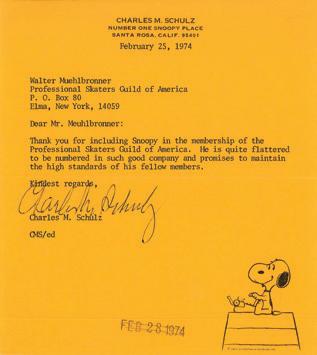 CHARLES M. SCHULZ
NUMBER ONE SNOOPY PLACE
SANTA ROSA, CALIF. 95401
February 25, 1974
Walter Muehlbronner
Professional Skaters Guild of America
P. O. Box 80
Elma, New York, 14059
Dear Mr. Meuhlbronner:
Thank you for including Snoopy in the membership of the
Professional Skaters Guild of America. He is quite flattered
to be numbered in such good company and promises to maintain
the high standards of his fellow members.
Kindest regards,
Charles M. Schulz
Charles M. Schulz
CMS/ed
FEB 28 1974